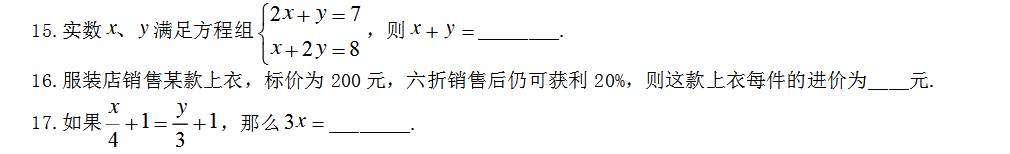 15.实数 x、y 满足方程组 {2x+y=7 x+2y=8 ，则 x+y=________.
16.服装店销售某款上衣，标价为 200 元，六折销售后仍可获利 20%，则这款上衣每件的进价为____元.
17.如果 x/4+1=y/3+1，那么 3x=________.